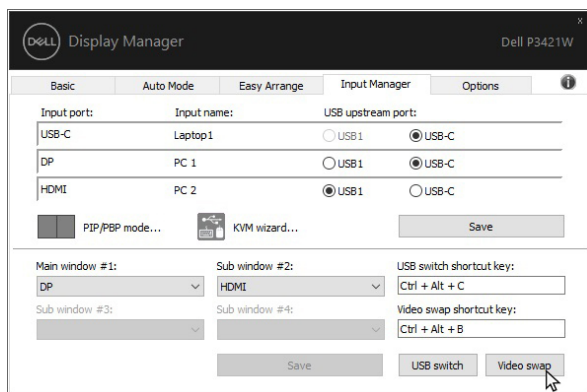 x
DELL Display Manager Dell P3421W
Basic Auto Mode Easy Arrange Input Manager Options i
Input port: Input name: USB upstream port:
USB-C Laptop1 USB1 USB-C
DP PC 1 USB1 USB-C
HDMI PC 2 USB1 USB-C
PIP/PBP mode... KVM wizard... Save
Main window #1: Sub window #2: USB switch shortcut key:
DP HDMI Ctrl + Alt + C
Sub window #3: Sub window #4: Video swap shortcut key:
Ctrl + Alt + B
Save USB switch Video swap